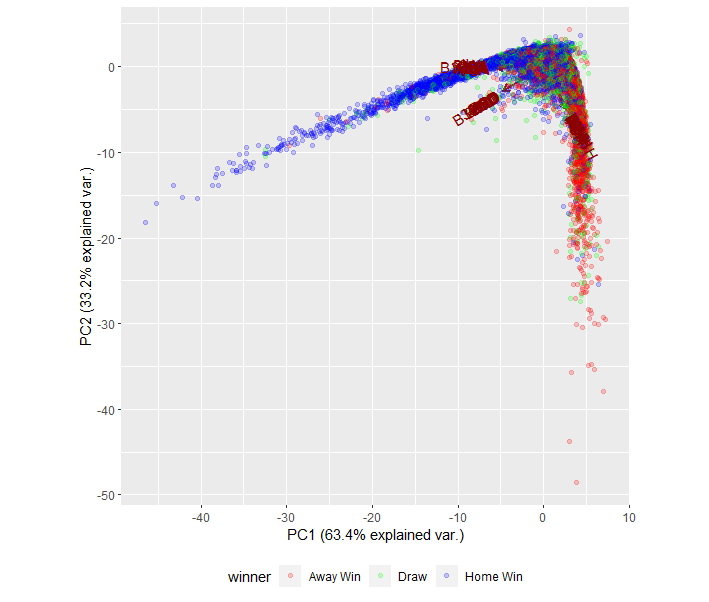 0
-10
-20
-30
-40
-50
PC2 (33.2% explained var.)
-40
-30
-20
-10
0
10
PC1 (63.4% explained var.)
winner
Away Win
Draw
Home Win